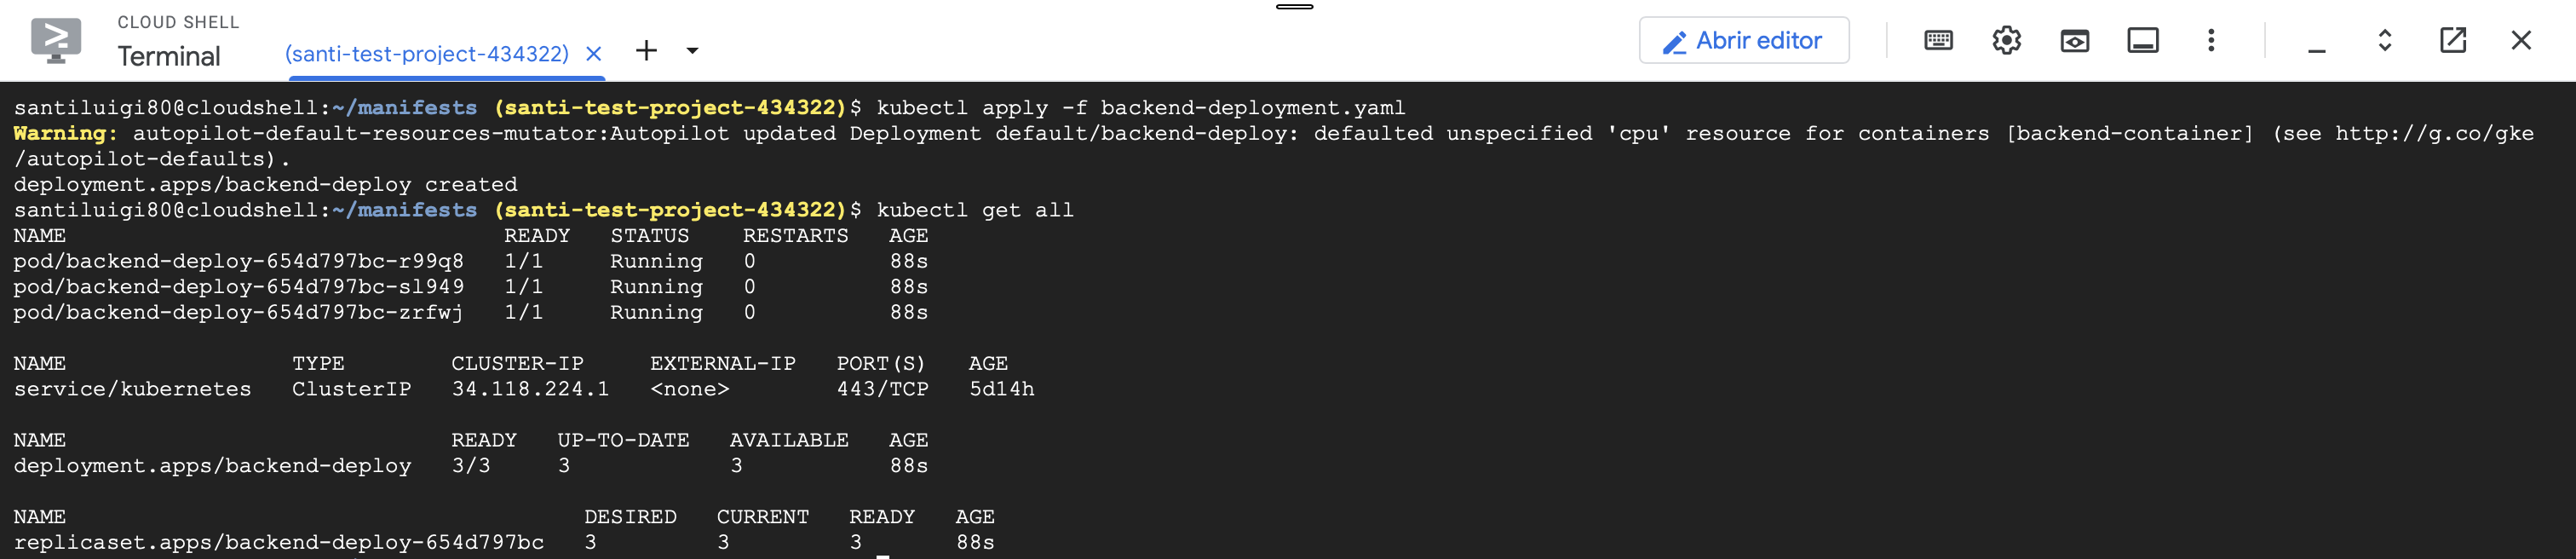 CLOUD SHELL
Terminal
(santi-test-project-434322)
Abrir editor
santiluigi80@cloudshell:~/manifests (santi-test-project-434322)$ kubectl apply -f backend-deployment.yaml
Warning: autopilot-default-resources-mutator:Autopilot updated Deployment default/backend-deploy: defaulted unspecified 'cpu' resource for containers [backend-container] (see http://g.co/gke
/autopilot-defaults).
deployment.apps/backend-deploy created
santiluigi80@cloudshell:~/manifests (santi-test-project-434322)$ kubectl get all
NAME READY STATUS RESTARTS AGE
pod/backend-deploy-654d797bc-r99q8 1/1 Running 0 88s
pod/backend-deploy-654d797bc-sl949 1/1 Running 0 88s
pod/backend-deploy-654d797bc-zrfwj 1/1 Running 0 88s
NAME TYPE CLUSTER-IP EXTERNAL-IP PORT(S) AGE
service/kubernetes ClusterIP 34.118.224.1 <none> 443/TCP 5d14h
NAME READY UP-TO-DATE AVAILABLE AGE
deployment.apps/backend-deploy 3/3 3 3 88s
NAME DESIRED CURRENT READY AGE
replicaset.apps/backend-deploy-654d797bc 3 3 3 88s